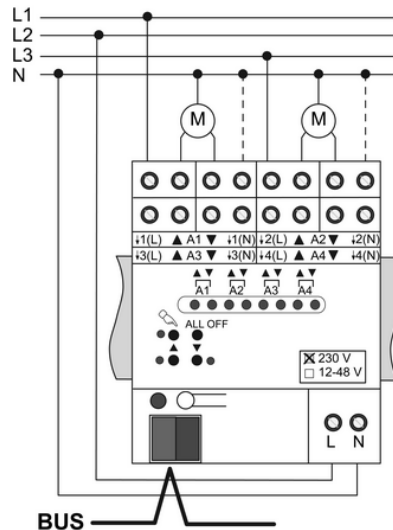 L1
L2
L3
N
M M
↓1(L) ▲ A1 ▼ ↓1(N) ↓2(L) ▲ A2 ▼ ↓2(N)
↓3(L) ▲ A3 ▼ ↓3(N) ↓4(L) ▲ A4 ▼ ↓4(N)
▲▼ ▲▼ ▲▼ ▲▼
A1 A2 A3 A4
ALL OFF
▲ ▼
☒ 230 V
☐ 12-48 V
L N
BUS